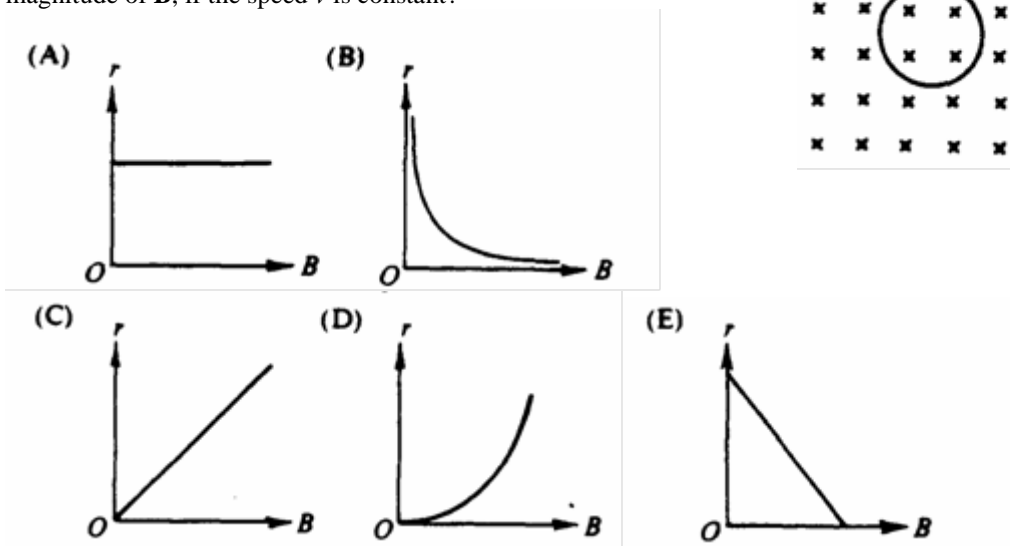 magnitude of B, if the speed v is constant?
(A)
r
O
B
(B)
r
O
B
(C)
r
O
B
(D)
r
O
B
(E)
r
O
B